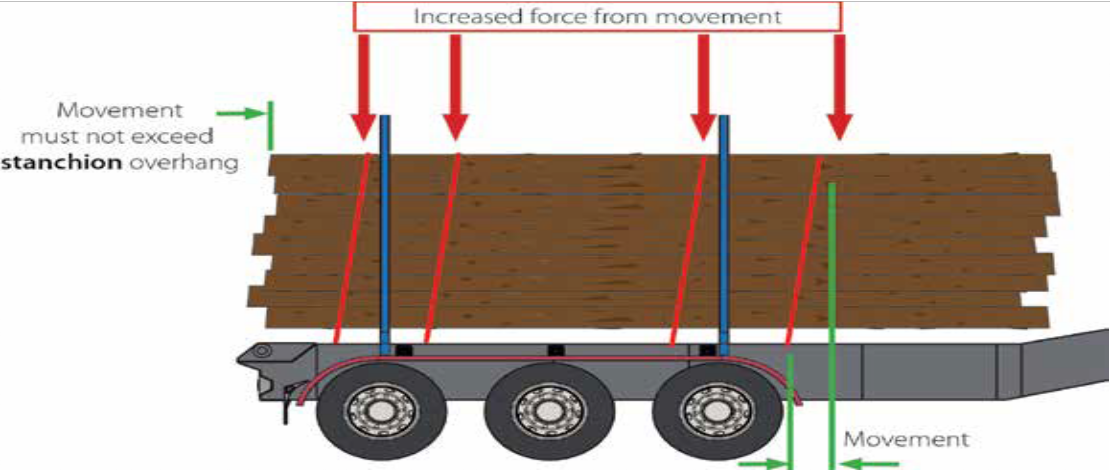 Increased force from movement
Movement
must not exceed
stanchion overhang
Movement